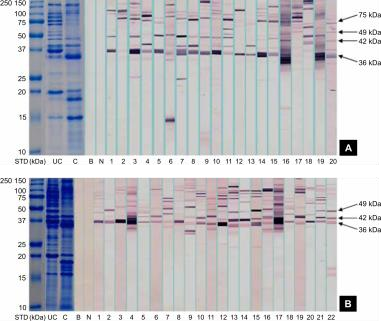 250 150
100
75
50
37
25
20
15
10
75 kDa
49 kDa
42 kDa
36 kDa
A
STD (kDa) UC C B N 1 2 3 4 5 6 7 8 9 10 11 12 13 14 15 16 17 18 19 20
250 150
100
75
50
37
25
20
15
10
49 kDa
42 kDa
36 kDa
B
STD (kDa) UC C B N 1 2 3 4 5 6 7 8 9 10 11 12 13 14 15 16 17 18 19 20 21 22